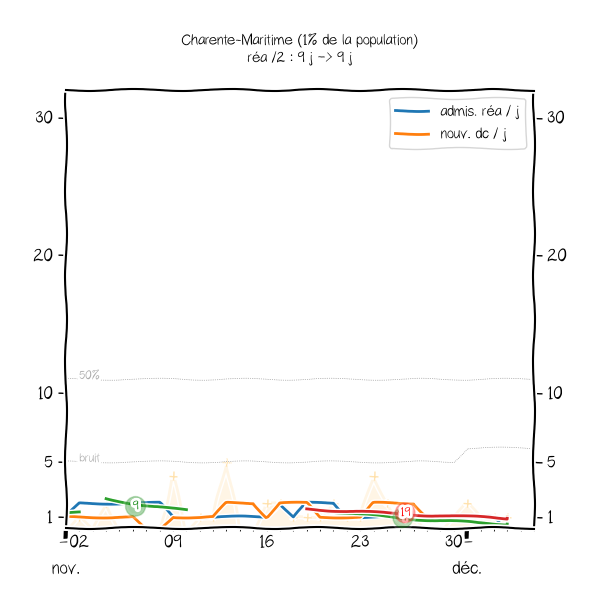 Charente-Maritime (1% de la population)
réa /2 : 9 j -> 9 j
admis. réa / j
nouv. dc / j
30 30
20 20
50%
10 10
bruit
5 5
9
19
1 1
02 09 16 23 30
nov. déc.